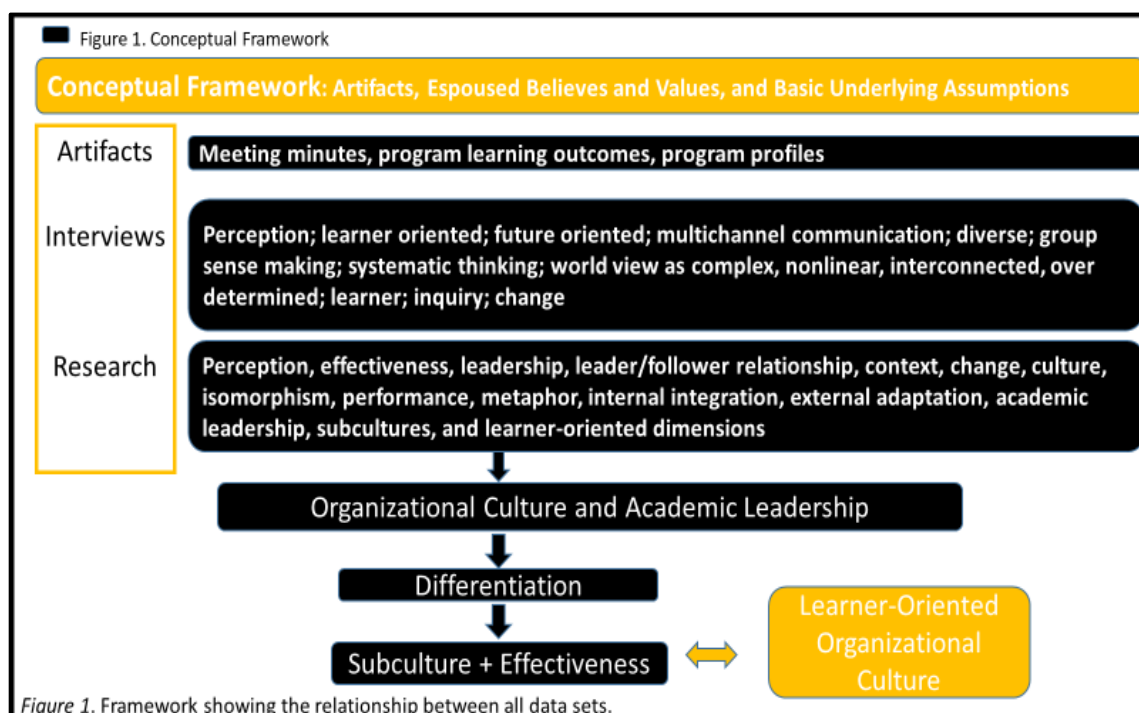 Figure 1. Conceptual Framework
Conceptual Framework: Artifacts, Espoused Believes and Values, and Basic Underlying Assumptions
Artifacts
Meeting minutes, program learning outcomes, program profiles
Interviews
Perception; learner oriented; future oriented; multichannel communication; diverse; group
sense making; systematic thinking; world view as complex, nonlinear, interconnected, over
determined; learner; inquiry; change
Research
Perception, effectiveness, leadership, leader/follower relationship, context, change, culture,
isomorphism, performance, metaphor, internal integration, external adaptation, academic
leadership, subcultures, and learner-oriented dimensions
Organizational Culture and Academic Leadership
Differentiation
Subculture + Effectiveness
Learner-Oriented
Organizational
Culture
Figure 1. Framework showing the relationship between all data sets.